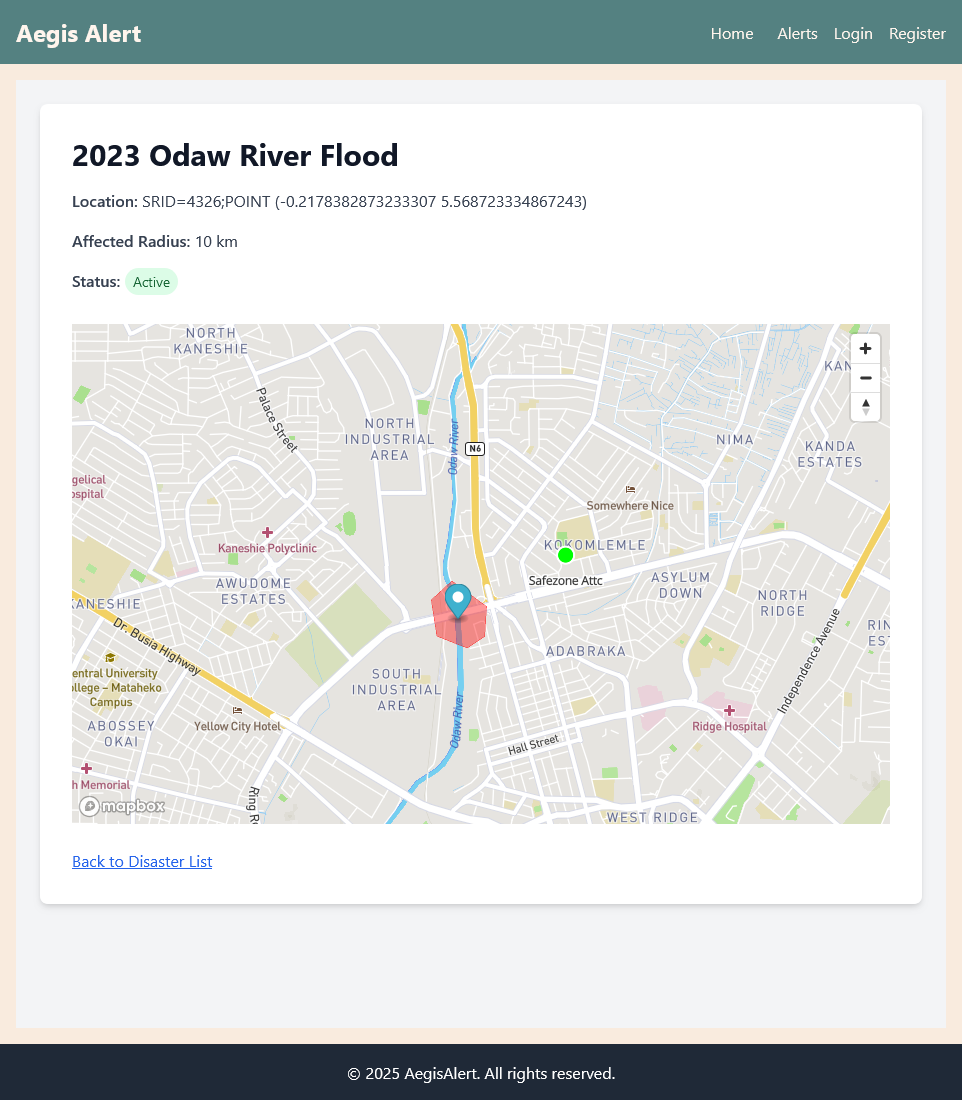 Aegis Alert
Home Alerts Login Register
2023 Odaw River Flood
Location: SRID=4326;POINT (-0.2178382873233307 5.568723334867243)
Affected Radius: 10 km
Status: Active
NORTH
KANESHIE
KAN
Palace Street
NORTH
INDUSTRIAL
AREA
Odaw River
N6
NIMA
KANDA
ESTATES
gelical
ospital
Somewhere Nice
Kaneshie Polyclinic
KOKOMLEMLE
Safezone Attc
AWUDOME
ESTATES
ASYLUM
DOWN
KANESHIE
NORTH
RIDGE
Dr. Busia Highway
RIN
EST
ADABRAKA
Independence Avenue
entral University
llege – Mataheko
Campus
SOUTH
INDUSTRIAL
AREA
Odaw River
ABOSSEY
OKAI
Yellow City Hotel
Ridge Hospital
Hall Street
h Memorial
Ring R
mapbox
WEST RIDGE
+
−
Back to Disaster List
© 2025 AegisAlert. All rights reserved.